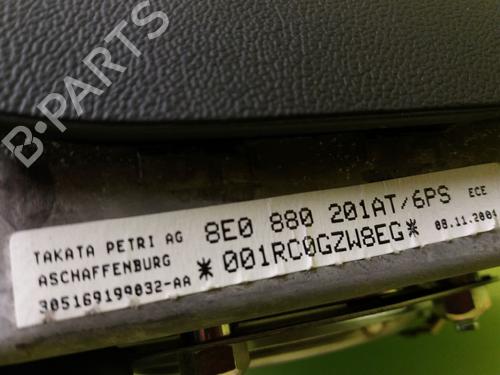 B-PARTS
8E0 880 201AT/6PS ECE
TAKATA PETRI AG
ASCHAFFENBURG
*001RC0GZW8EG* 08.11.2004
305169199032-AA